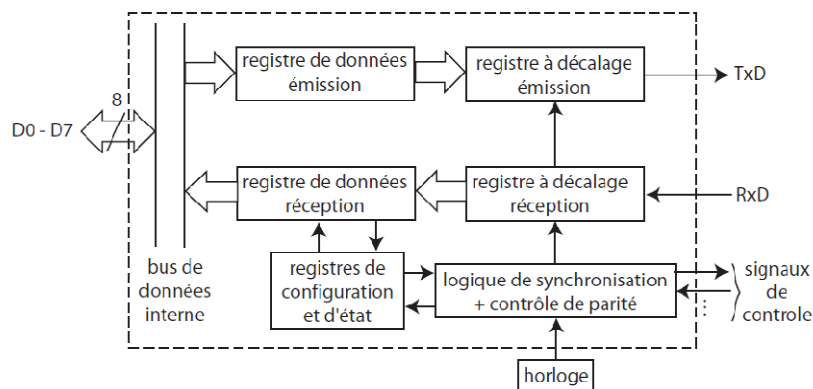 registre de données
émission
registre à décalage
émission
TxD
8
D0 - D7
registre de données
réception
registre à décalage
réception
RxD
bus de
données
interne
registres de
configuration
et d'état
logique de synchronisation
+ contrôle de parité
signaux
de
controle
horloge